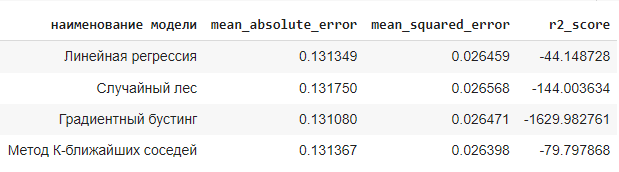 наименование модели mean_absolute_error mean_squared_error r2_score
Линейная регрессия 0.131349 0.026459 -44.148728
Случайный лес 0.131750 0.026568 -144.003634
Градиентный бустинг 0.131080 0.026471 -1629.982761
Метод К-ближайших соседей 0.131367 0.026398 -79.797868